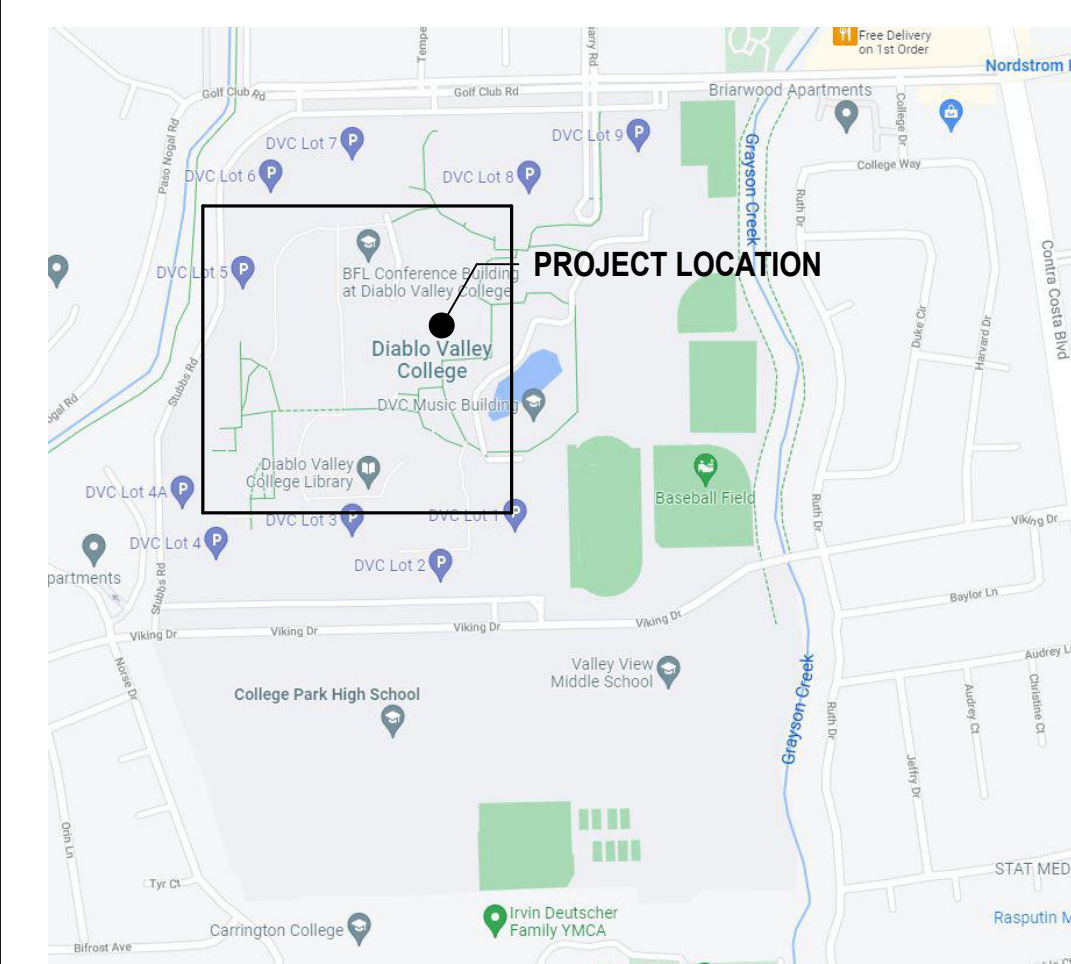 Free Delivery
on 1st Order
Nordstrom
Golf Club Rd
Golf Club Rd
Briarwood Apartments
College Dr
DVC Lot 7
P
DVC Lot 9
P
Paso Nogal Rd
Grayson Creek
College Way
DVC Lot 6
P
DVC Lot 8
P
Ruth Dr
PROJECT LOCATION
DVC Lot 5
P
BFL Conference Building
at Diablo Valley College
Contra Costa Blvd
Duke Cir
Harvard Dr
Diablo Valley
College
Stubbs Rd
DVC Music Building
Diablo Valley
College Library
DVC Lot 4A
P
Baseball Field
DVC Lot 3
P
DVC Lot 1
P
Ruth Dr
Viking Dr
DVC Lot 4
P
DVC Lot 2
P
partments
Stubbs Rd
Baylor Ln
Viking Dr
Viking Dr
Viking Dr
Viking Dr
Audrey L
Valley View
Middle School
Norse Dr
College Park High School
Grayson Creek
Ruth Dr
Audrey Ct
Christine Ct
Jeffry Dr
Orin Ln
STAT MED
Tyr Ct
Irvin Deutscher
Family YMCA
Rasputin M
Carrington College
Bifrost Ave